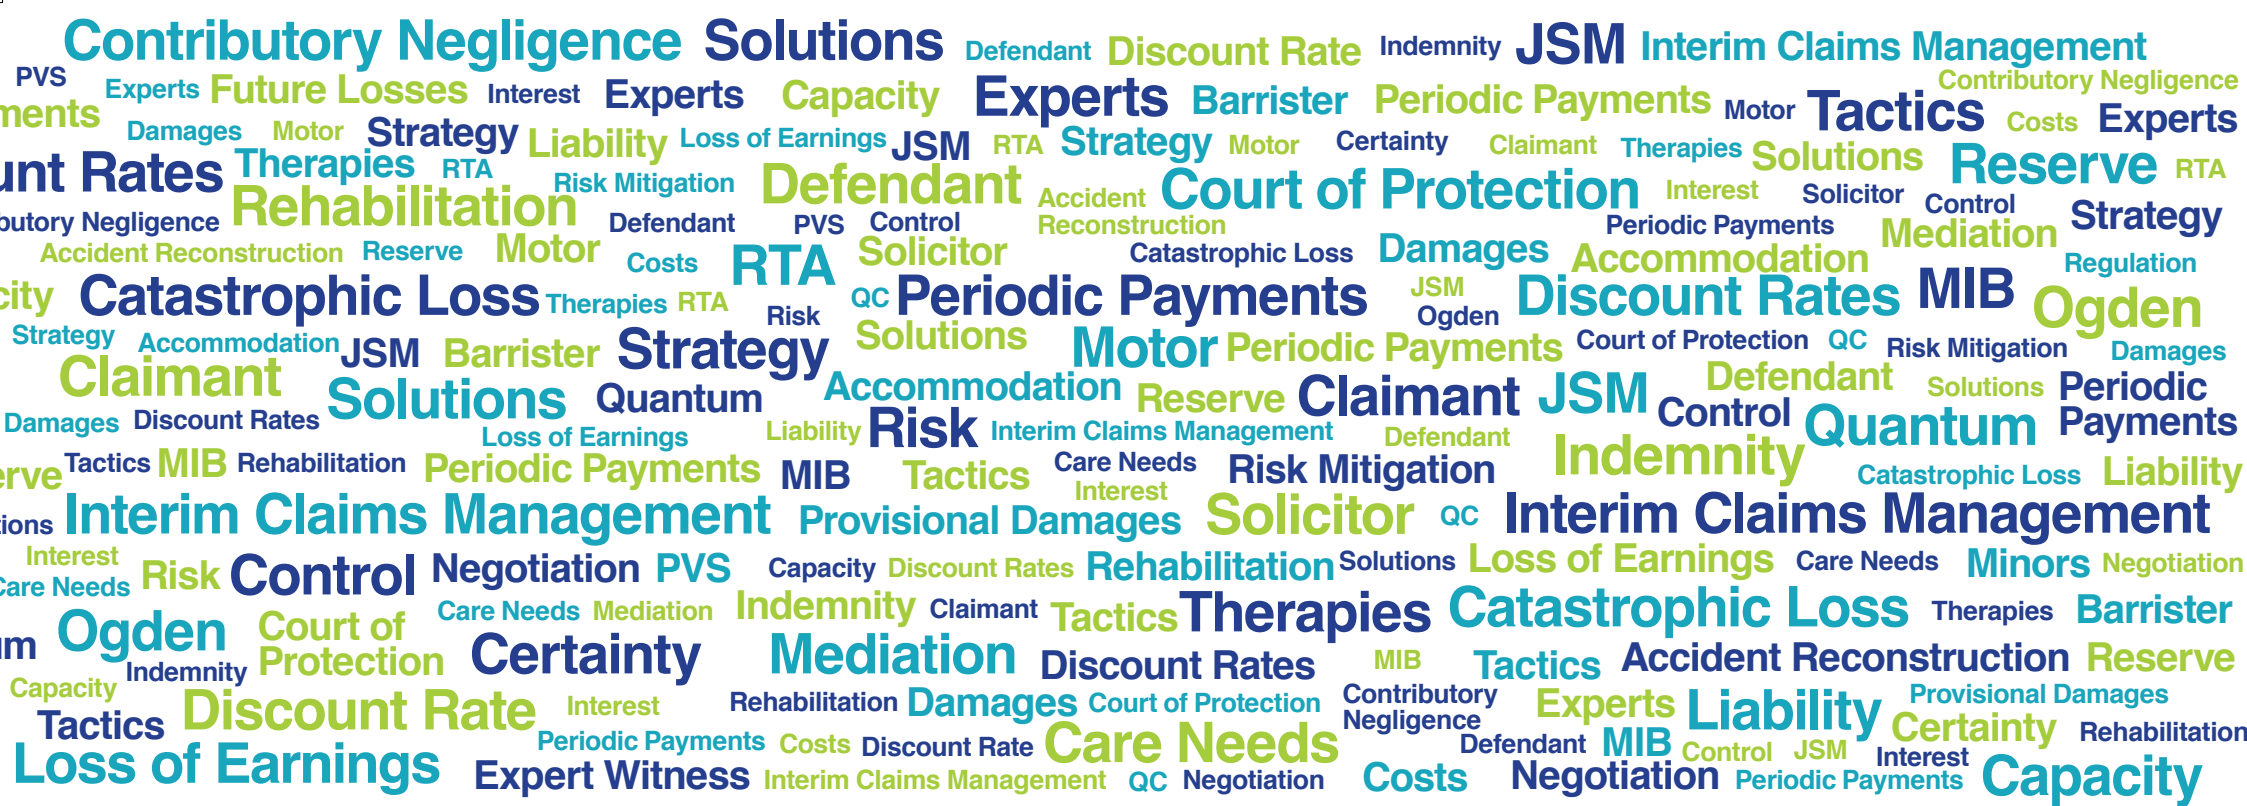 Contributory Negligence Solutions Defendant Discount Rate Indemnity JSM Interim Claims Management
PVS Experts Future Losses Interest Experts Capacity Experts Barrister Periodic Payments Motor Tactics Contributory Negligence
ments Damages Motor Strategy Liability Loss of Earnings JSM RTA Strategy Motor Certainty Claimant Therapies Solutions Costs Experts
unt Rates Therapies RTA Risk Mitigation Defendant Accident Reconstruction Court of Protection Interest Solicitor Control Reserve RTA
butory Negligence Rehabilitation Defendant PVS Control Periodic Payments Mediation Strategy
Accident Reconstruction Reserve Motor Costs RTA Solicitor Catastrophic Loss Damages Accommodation Regulation
city Catastrophic Loss Therapies RTA Risk QC Periodic Payments JSM Ogden Discount Rates MIB Ogden
Strategy Accommodation JSM Barrister Strategy Solutions Motor Periodic Payments Court of Protection QC Risk Mitigation Damages
Claimant Solutions Quantum Accommodation Reserve Claimant JSM Defendant Solutions Periodic Payments
Damages Discount Rates Loss of Earnings Liability Risk Interim Claims Management Defendant Control Quantum
erve Tactics MIB Rehabilitation Periodic Payments MIB Tactics Care Needs Interest Risk Mitigation Indemnity Catastrophic Loss Liability
ions Interim Claims Management Provisional Damages Solicitor QC Interim Claims Management
Interest Risk Control Negotiation PVS Capacity Discount Rates Rehabilitation Solutions Loss of Earnings Care Needs Minors Negotiation
Care Needs Care Needs Mediation Indemnity Claimant Tactics Therapies Catastrophic Loss Therapies Barrister
um Ogden Indemnity Court of Protection Certainty Mediation Discount Rates MIB Tactics Accident Reconstruction Reserve
Capacity Tactics Discount Rate Interest Rehabilitation Damages Court of Protection Contributory Negligence Experts Liability Provisional Damages
Periodic Payments Costs Discount Rate Care Needs Defendant MIB Control JSM Certainty Rehabilitation
Loss of Earnings Expert Witness Interim Claims Management QC Negotiation Costs Negotiation Interest Periodic Payments Capacity